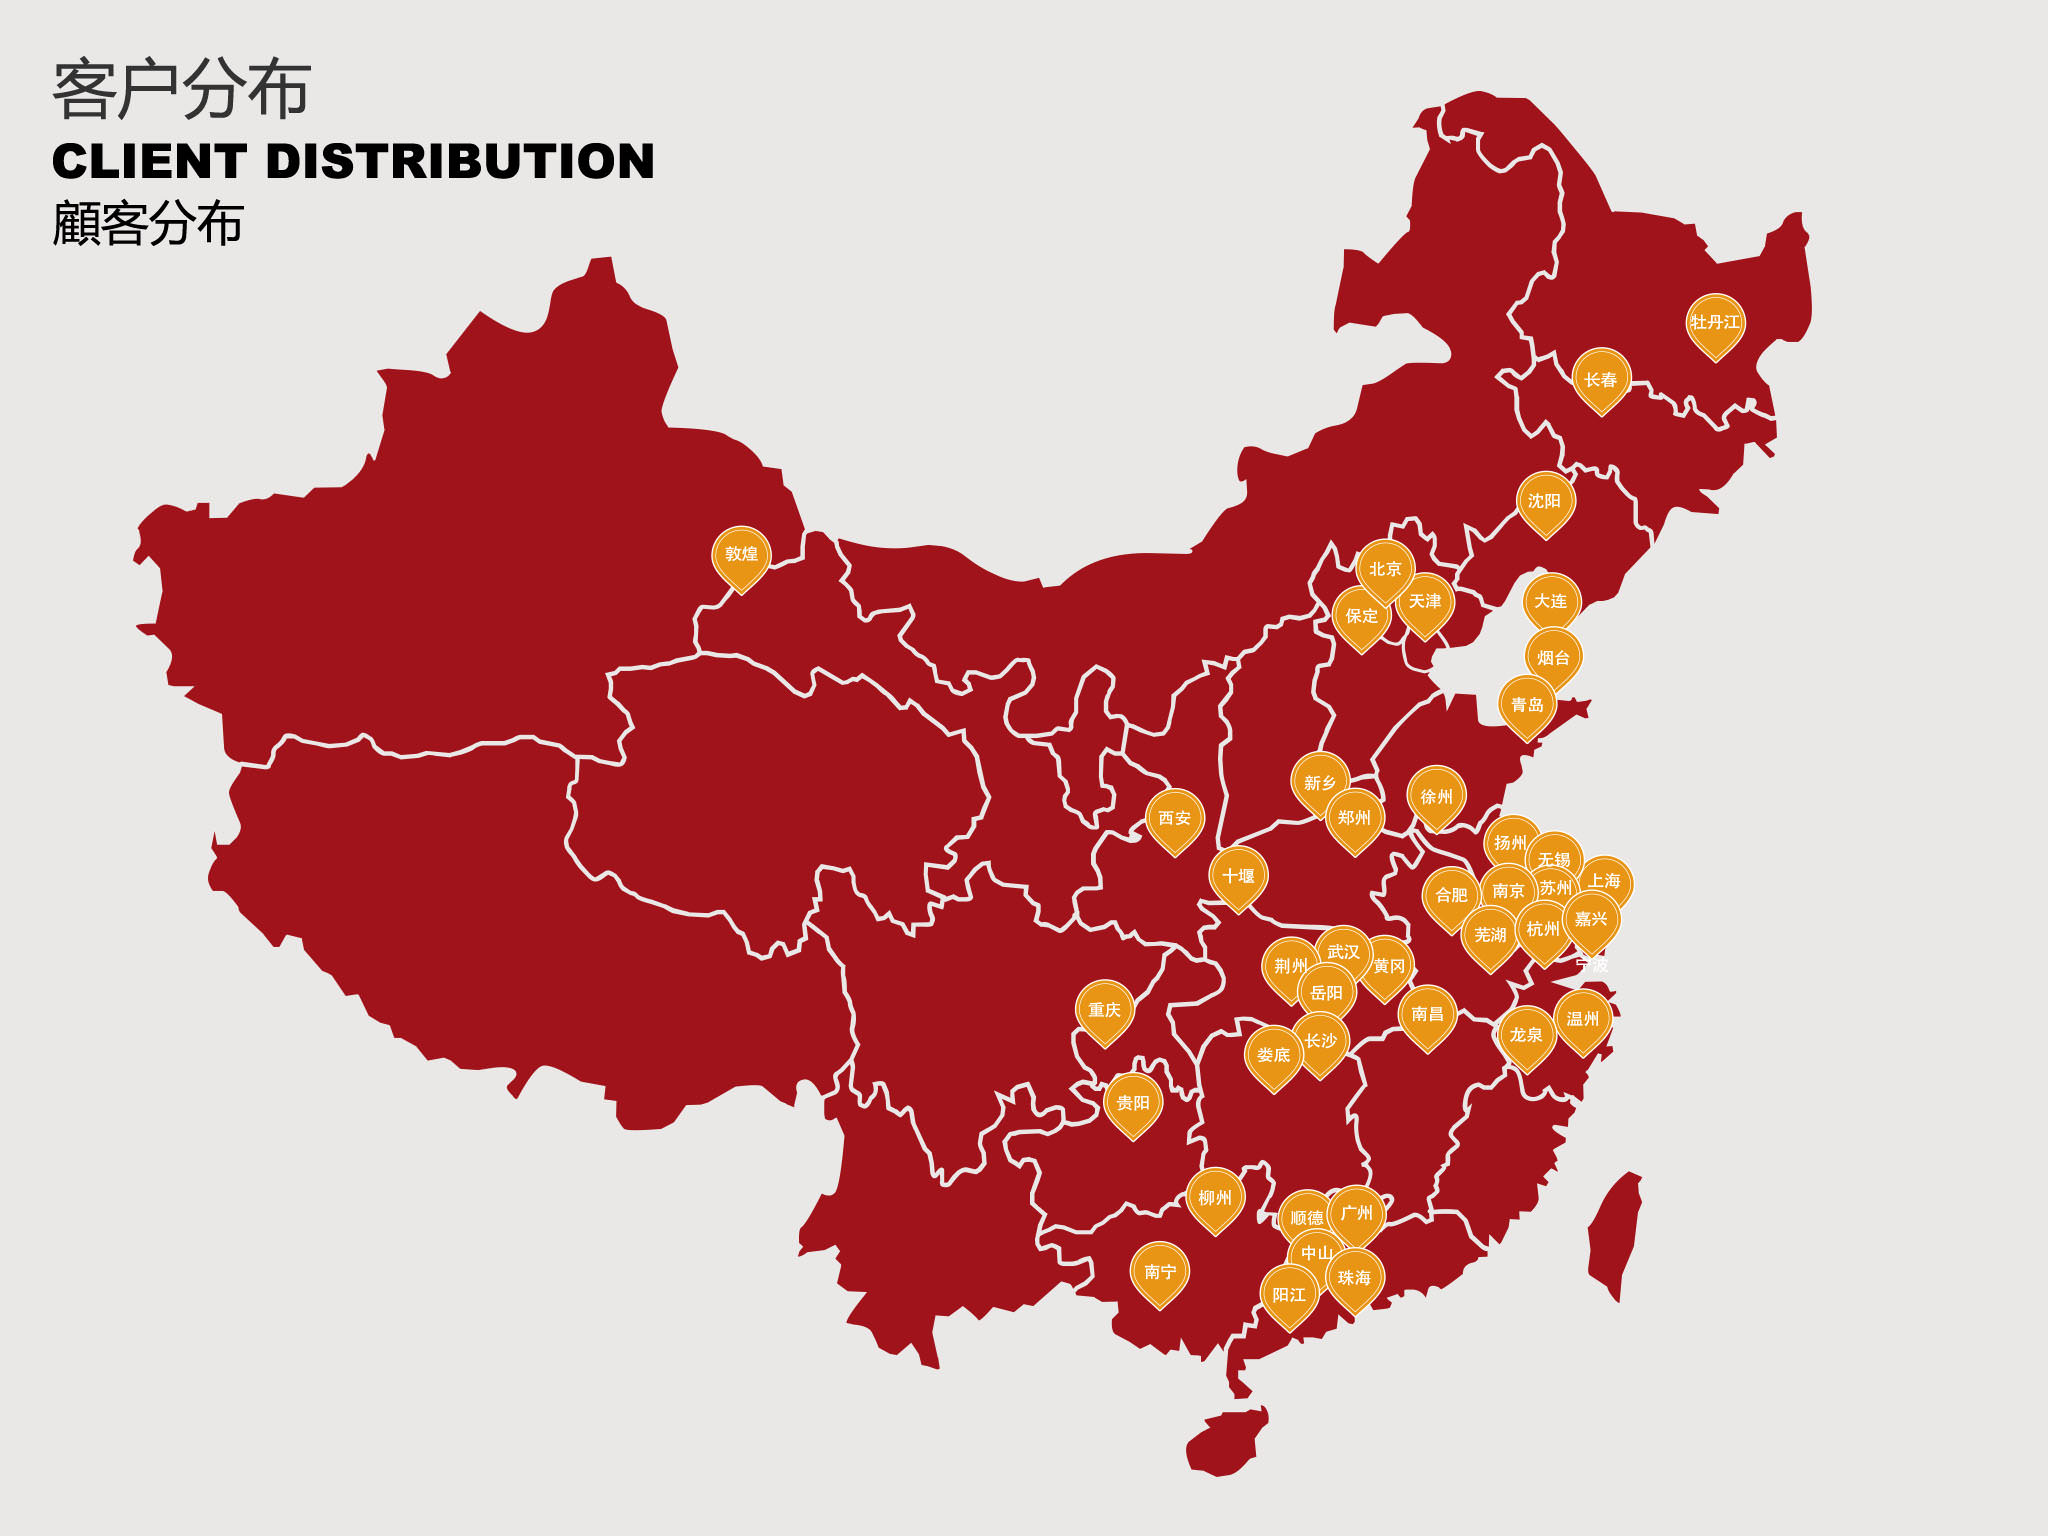 客户分布
CLIENT DISTRIBUTION
顧客分布
牡丹江
长春
沈阳
敦煌
北京
天津
大连
保定
烟台
青岛
新乡
徐州
西安
郑州
扬州
无锡
十堰
上海
苏州
南京
合肥
嘉兴
杭州
芜湖
武汉
荆州
黄冈
宁波
岳阳
重庆
南昌
温州
龙泉
长沙
娄底
贵阳
柳州
广州
顺德
中山
南宁
珠海
阳江